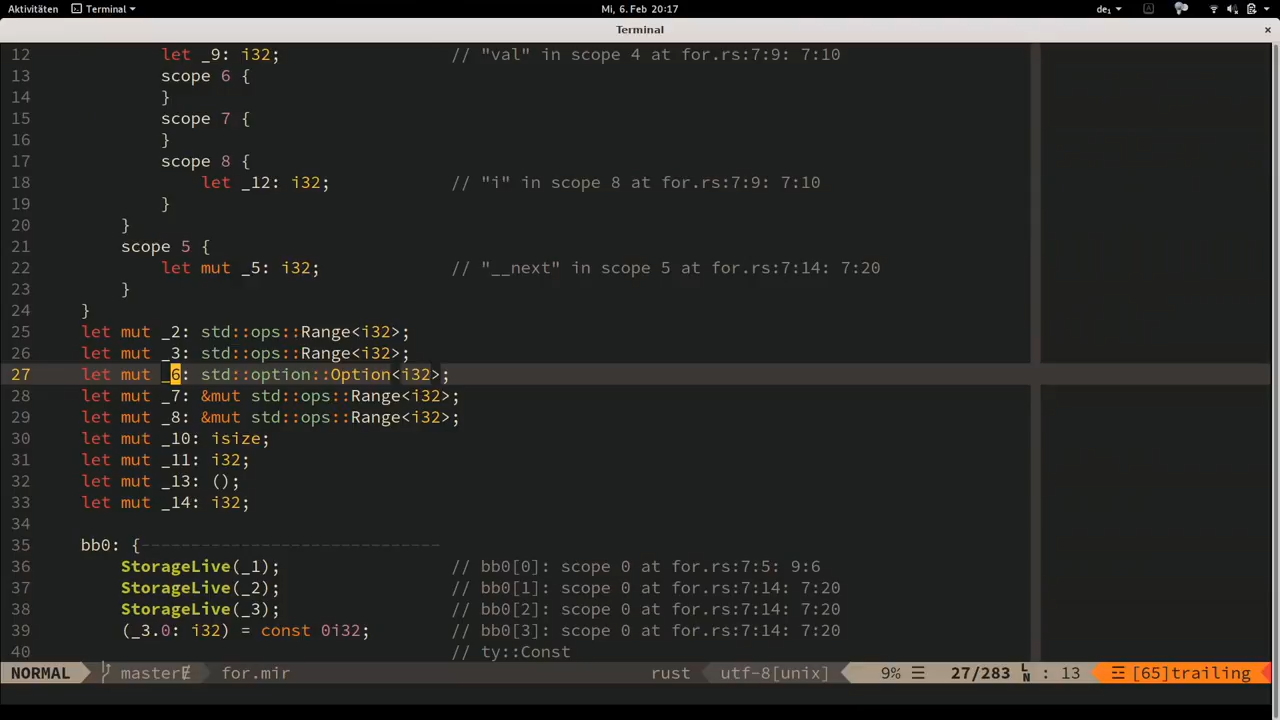 Aktivitäten Terminal Mi, 6. Feb 20:17 de₁
Terminal ×
12 let _9: i32; // "val" in scope 4 at for.rs:7:9: 7:10
13 scope 6 {
14 }
15 scope 7 {
16 }
17 scope 8 {
18 let _12: i32; // "i" in scope 8 at for.rs:7:9: 7:10
19 }
20 }
21 scope 5 {
22 let mut _5: i32; // "__next" in scope 5 at for.rs:7:14: 7:20
23 }
24 }
25 let mut _2: std::ops::Range<i32>;
26 let mut _3: std::ops::Range<i32>;
27 let mut _6: std::option::Option<i32>;
28 let mut _7: &mut std::ops::Range<i32>;
29 let mut _8: &mut std::ops::Range<i32>;
30 let mut _10: isize;
31 let mut _11: i32;
32 let mut _13: ();
33 let mut _14: i32;
34
35 bb0: {------------------------------
36 StorageLive(_1); // bb0[0]: scope 0 at for.rs:7:5: 9:6
37 StorageLive(_2); // bb0[1]: scope 0 at for.rs:7:14: 7:20
38 StorageLive(_3); // bb0[2]: scope 0 at for.rs:7:14: 7:20
39 (_3.0: i32) = const 0i32; // bb0[3]: scope 0 at for.rs:7:14: 7:20
40 // ty::Const
NORMAL master for.mir rust utf-8[unix] 9% ☰ 27/283 LN : 13 ☲ [65]trailing